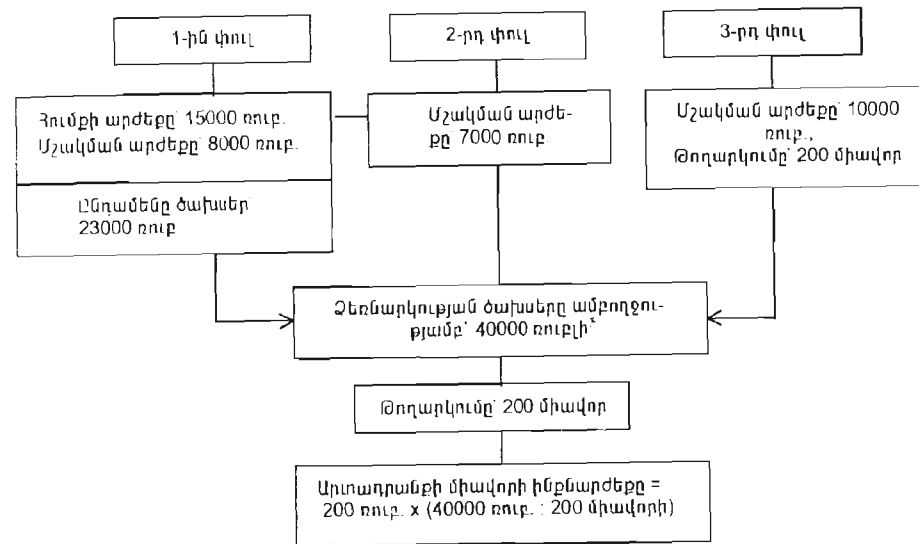 1-ին փուլ
2-րդ փուլ
3-րդ փուլ
Հումքի արժեքը՝ 15000 ռուբ.
Մշակման արժեքը՝ 8000 ռուբ.
Ընդամենը ծախսեր
23000 ռուբ
Մշակման արժե-
քը՝ 7000 ռուբ.
Մշակման արժեքը՝ 10000
ռուբ.,
Թողարկումը՝ 200 միավոր
Ձեռնարկության ծախսերը ամբողջու-
թյամբ՝ 40000 ռուբլի՝
Թողարկումը՝ 200 միավոր
Արտադրանքի միավորի ինքնարժեքը =
200 ռուբ. x (40000 ռուբ. : 200 միավորի)